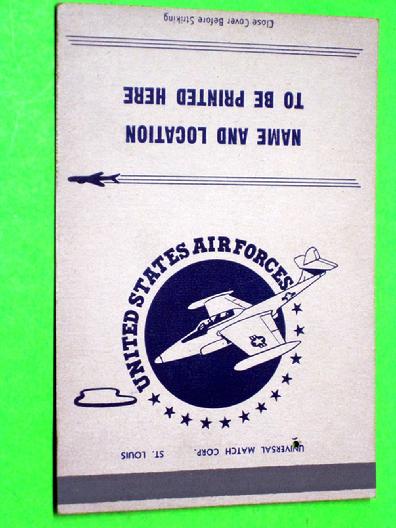 Close Cover Before Striking
NAME AND LOCATION
TO BE PRINTED HERE
UNITED STATES AIR FORCES
UNIVERSAL MATCH CORP. ST. LOUIS